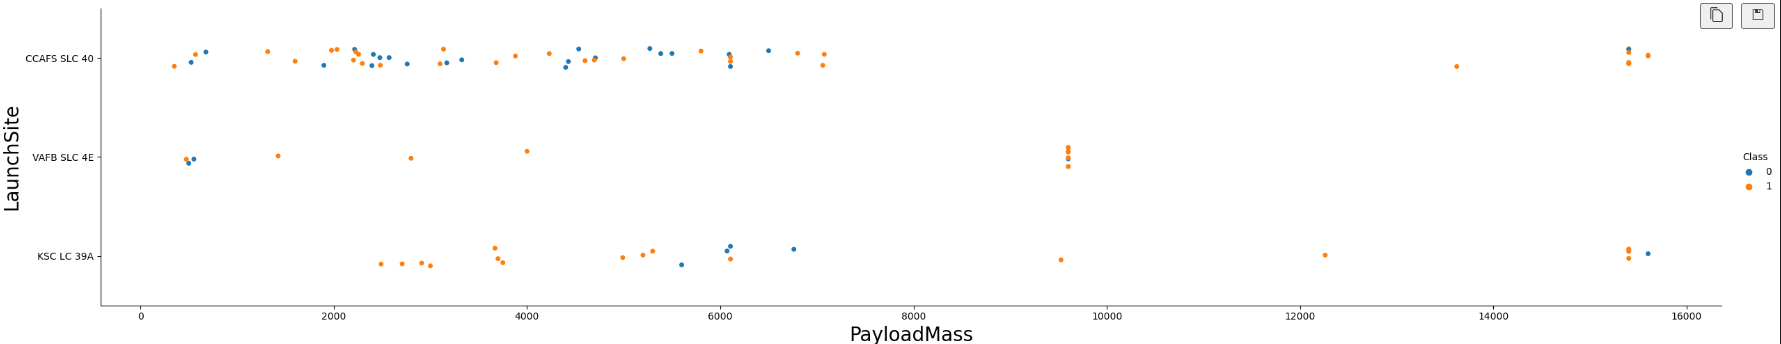 CCAFS SLC 40
VAFB SLC 4E
KSC LC 39A
LaunchSite
0 2000 4000 6000 8000 10000 12000 14000 16000
PayloadMass
Class
0
1